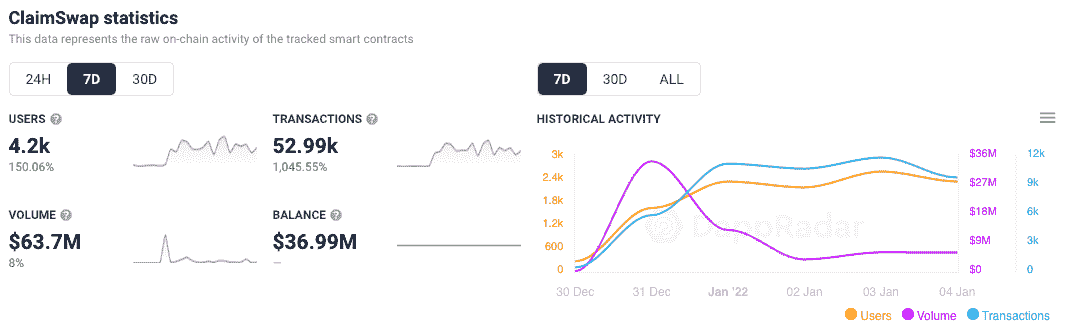 ClaimSwap statistics
This data represents the raw on-chain activity of the tracked smart contracts
24H 7D 30D
7D 30D ALL
USERS ?
4.2k
150.06%
TRANSACTIONS ?
52.99k
1,045.55%
VOLUME ?
$63.7M
8%
BALANCE ?
$36.99M
—
HISTORICAL ACTIVITY
3k
2.4k
1.8k
1.2k
600
0
$36M
$27M
$18M
$9M
$0
12k
9k
6k
3k
0
DappRadar
30 Dec 31 Dec Jan '22 02 Jan 03 Jan 04 Jan
Users Volume Transactions